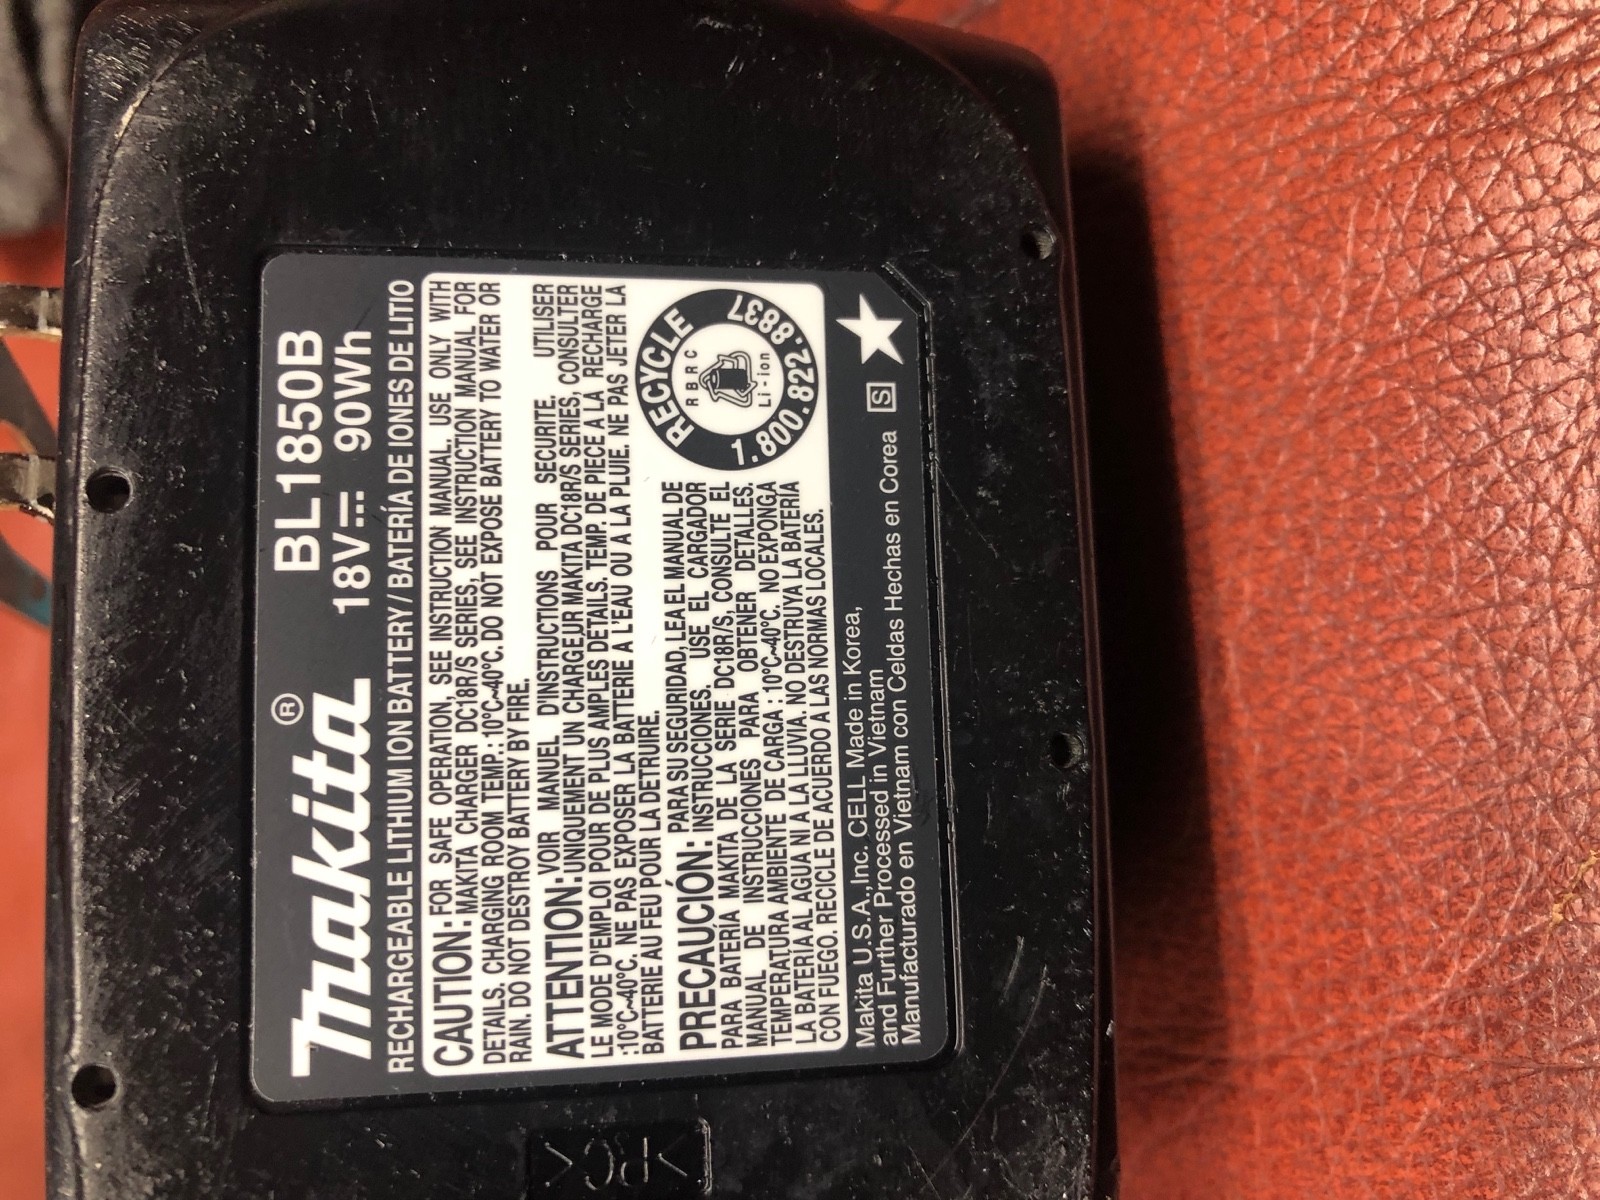 Makita®
BL1850B
18V⎓ 90Wh
RECHARGEABLE LITHIUM ION BATTERY / BATERÍA DE IONES DE LITIO
CAUTION: FOR SAFE OPERATION, SEE INSTRUCTION MANUAL. USE ONLY WITH
MAKITA CHARGER DC18R/S SERIES, SEE INSTRUCTION MANUAL FOR
DETAILS. CHARGING ROOM TEMP.: 10°C~40°C. DO NOT EXPOSE BATTERY TO WATER OR
RAIN. DO NOT DESTROY BATTERY BY FIRE.
ATTENTION: VOIR MANUEL D'INSTRUCTIONS POUR SECURITE. UTILISER
UNIQUEMENT UN CHARGEUR MAKITA DC18R/S SERIES, CONSULTER
LE MODE D'EMPLOI POUR DE PLUS AMPLES DETAILS. TEMP. DE PIECE A LA RECHARGE
:10°C~40°C. NE PAS EXPOSER LA BATTERIE A L'EAU OU A LA PLUIE. NE PAS JETER LA
BATTERIE AU FEU POUR LA DETRUIRE.
PRECAUCIÓN: PARA SU SEGURIDAD, LEA EL MANUAL DE
INSTRUCCIONES. USE EL CARGADOR
PARA BATERÍA MAKITA DE LA SERIE DC18R/S. CONSULTE EL
MANUAL DE INSTRUCCIONES PARA OBTENER DETALLES.
TEMPERATURA AMBIENTE DE CARGA : 10°C~40°C. NO EXPONGA
LA BATERIA AL AGUA NI A LA LLUVIA. NO DESTRUYA LA BATERÍA
CON FUEGO. RECICLE DE ACUERDO A LAS NORMAS LOCALES.
RECYCLE
RBRC
Li-ion
1.800.822.8837
Makita U.S.A.,Inc. CELL Made in Korea,
and Further Processed in Vietnam
Manufacturado en Vietnam con Celdas Hechas en Corea
S
>PC<